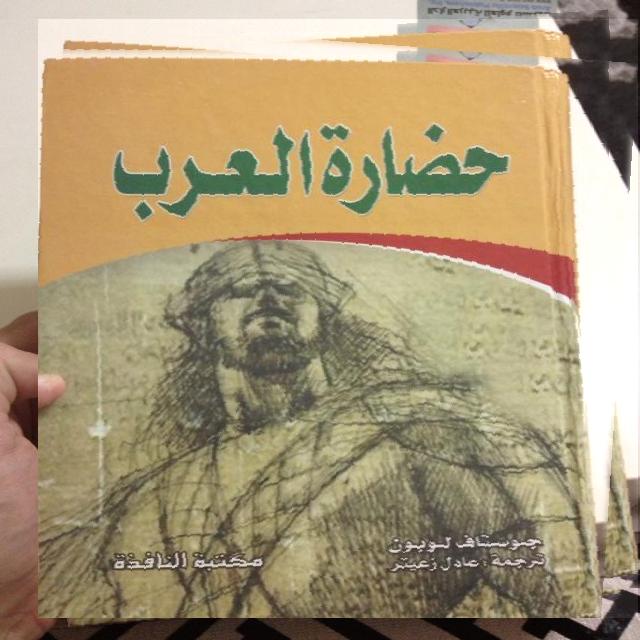 حضارة العرب
جوستاف لوبون
ترجمة: عادل زعيتر
مكتبة النافذة